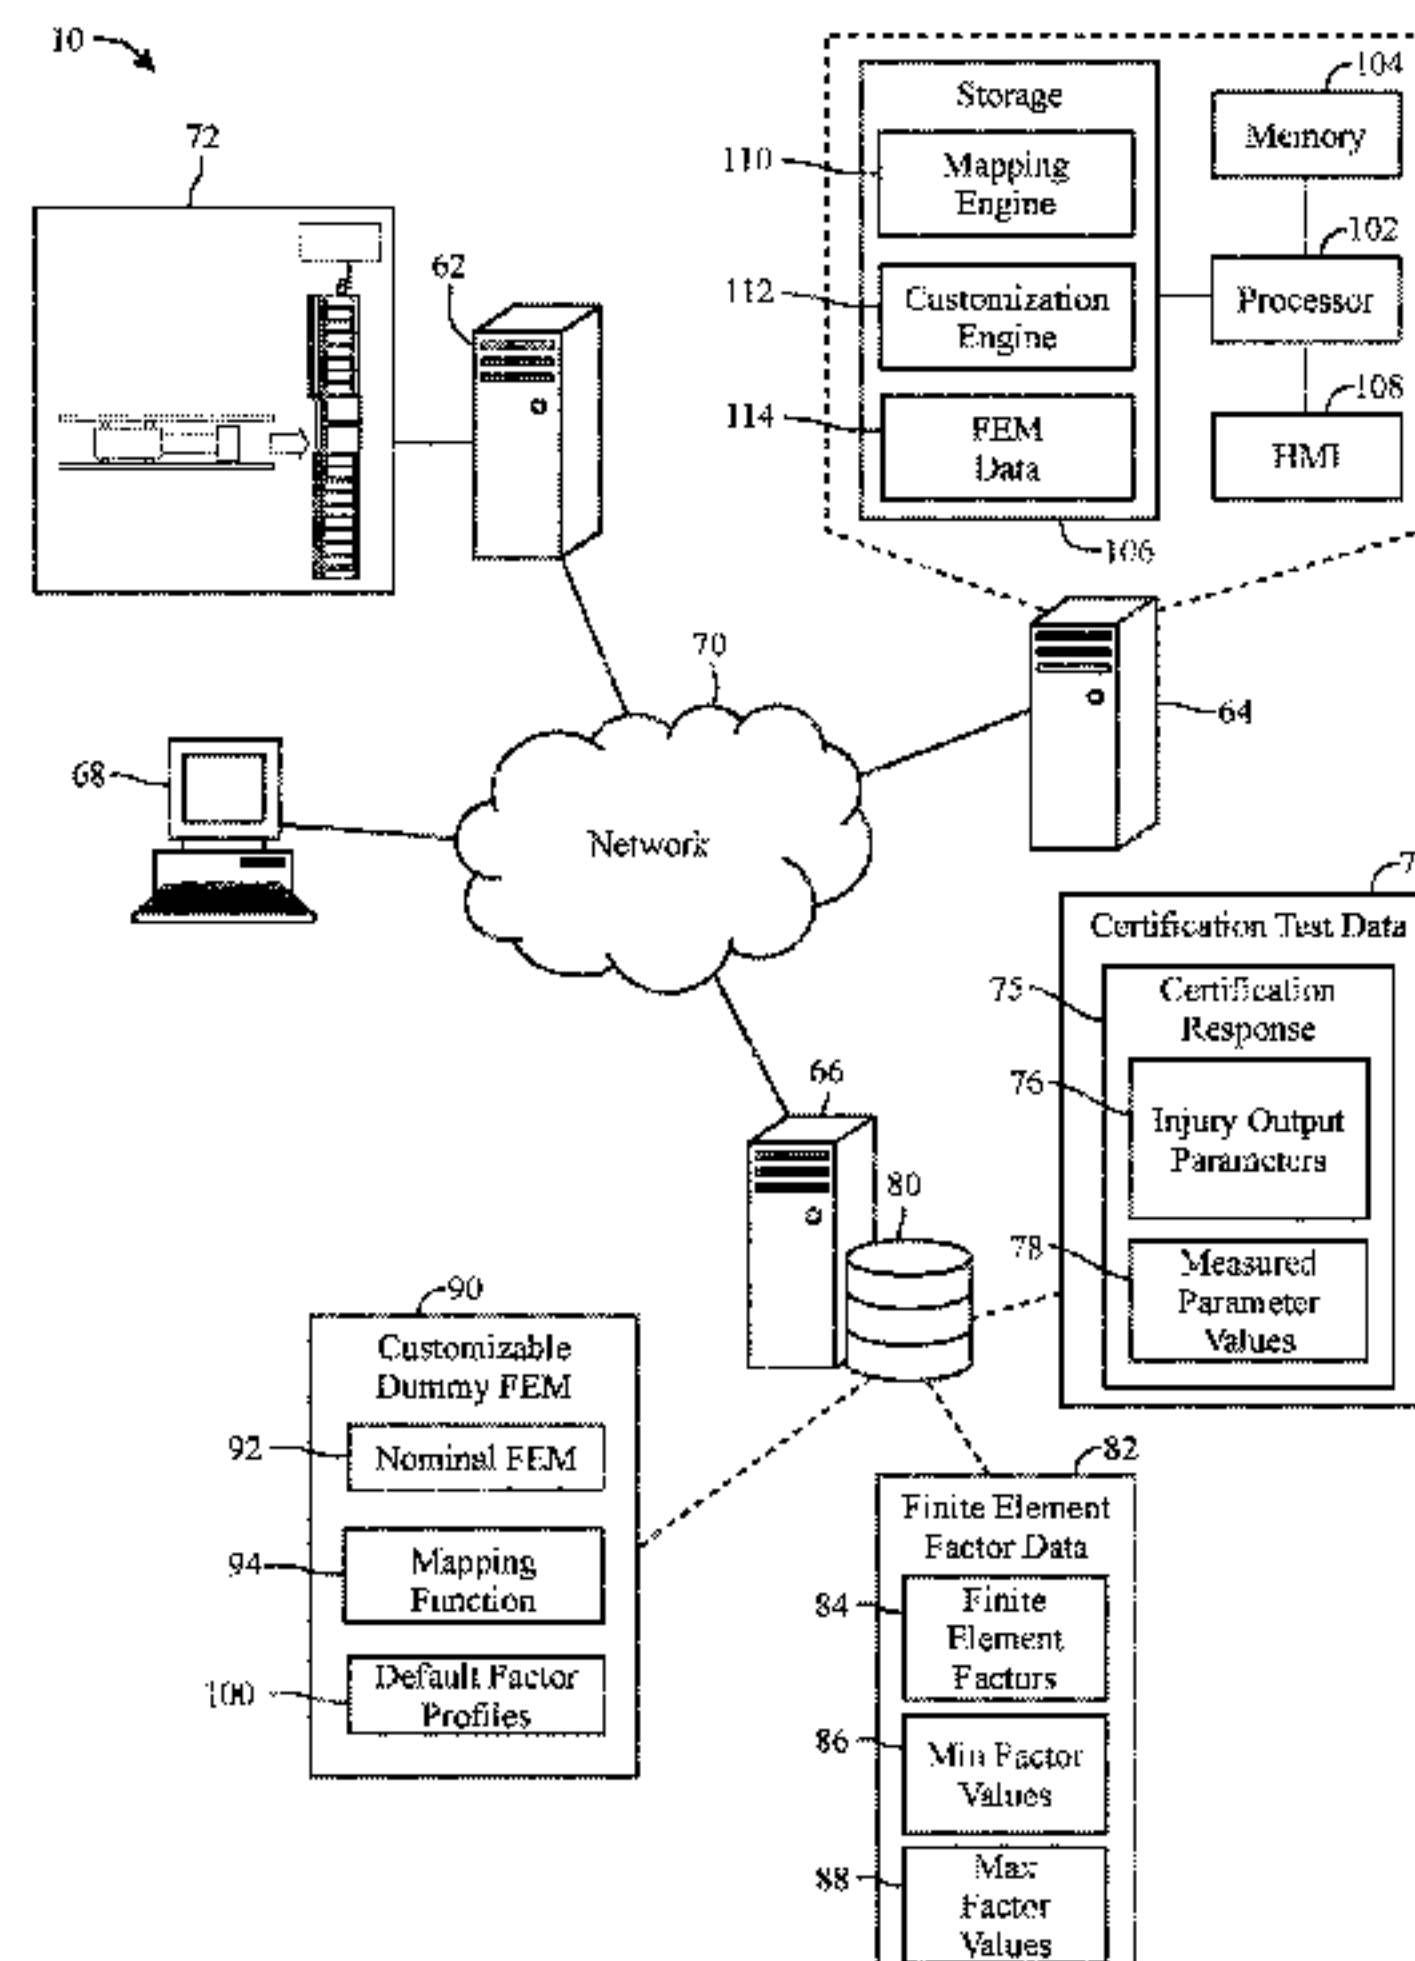 10
72
62
Storage
110
Mapping
Engine
112
Customization
Engine
114
FEM
Data
106
104
Memory
102
Processor
108
HMI
70
64
68
Network
Certification Test Data
75
Certification
Response
76
Injury Output
Parameters
78
Measured
Parameter
Values
66
80
90
Customizable
Dummy FEM
92
Nominal FEM
94
Mapping
Function
100
Default Factor
Profiles
82
Finite Element
Factor Data
84
Finite
Element
Factors
86
Min Factor
Values
88
Max
Factor
Values